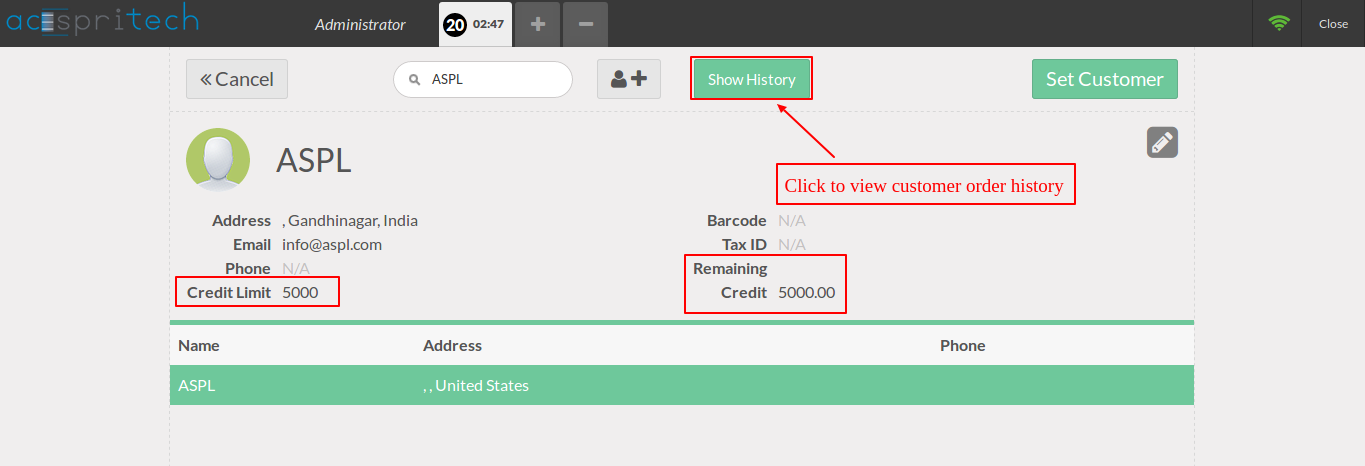 acespritech Administrator 20 02:47 Close
Cancel ASPL Show History Set Customer
ASPL
Click to view customer order history
Address , Gandhinagar, India Barcode N/A
Email info@aspl.com Tax ID N/A
Phone N/A Remaining
Credit Limit 5000 Credit 5000.00
Name Address Phone
ASPL , , United States